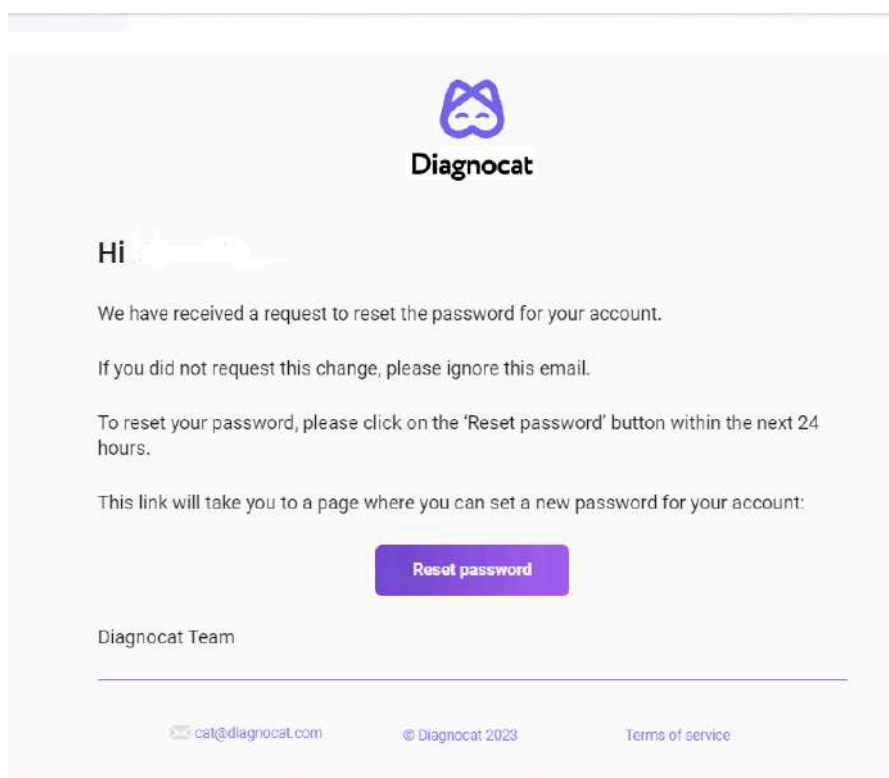 Diagnocat
Hi
We have received a request to reset the password for your account.
If you did not request this change, please ignore this email.
To reset your password, please click on the ‘Reset password’ button within the next 24
hours.
This link will take you to a page where you can set a new password for your account:
Reset password
Diagnocat Team
cat@diagnocat.com © Diagnocat 2023 Terms of service